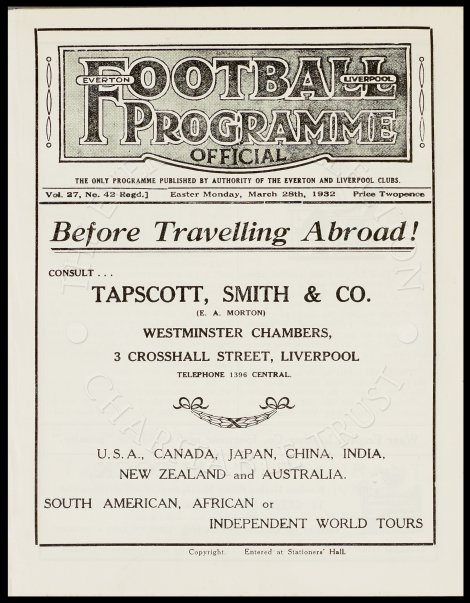 FOOTBALL
EVERTON LIVERPOOL
PROGRAMME
OFFICIAL
THE ONLY PROGRAMME PUBLISHED BY AUTHORITY OF THE EVERTON AND LIVERPOOL CLUBS.
Vol. 27, No. 42 Regd.] Easter Monday, March 28th, 1932 Price Twopence
Before Travelling Abroad!
CONSULT . . .
TAPSCOTT, SMITH & CO.
(E. A. MORTON)
WESTMINSTER CHAMBERS,
3 CROSSHALL STREET, LIVERPOOL
TELEPHONE 1396 CENTRAL.
U.S.A., CANADA, JAPAN, CHINA, INDIA,
NEW ZEALAND and AUSTRALIA.
SOUTH AMERICAN, AFRICAN or
INDEPENDENT WORLD TOURS
Copyright. Entered at Stationers' Hall.
CHARITABLE TRUST